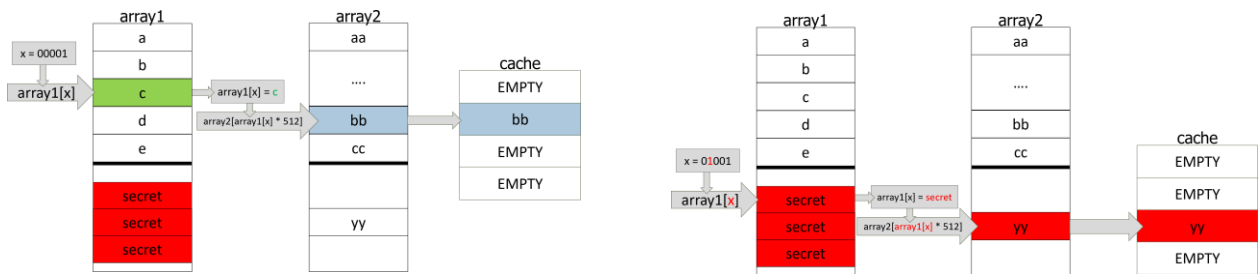 array1
array2
a
aa
x = 00001
b
....
cache
EMPTY
array1[x]
c
array1[x] = c
array2[array1[x] * 512]
d
bb
bb
e
cc
EMPTY
EMPTY
secret
secret
yy
secret
array1
array2
a
aa
b
....
c
d
bb
cache
e
cc
x = 01001
EMPTY
EMPTY
array1[x]
secret
array1[x] = secret
secret
array2[array1[x] * 512]
yy
yy
secret
EMPTY